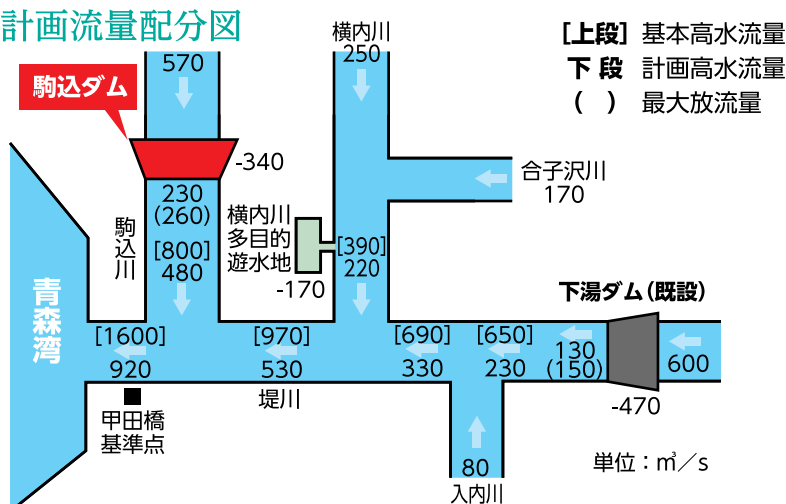 計画流量配分図
[上段] 基本高水流量
下 段 計画高水流量
( ) 最大放流量
570
横内川
250
駒込ダム
-340
合子沢川
170
230
(260)
駒込川
[800]
480
横内川
多目的
遊水地
-170
[390]
220
青森湾
下湯ダム(既設)
[1600]
920
[970]
530
[690]
330
[650]
230
130
(150)
600
-470
堤川
甲田橋
基準点
80
入内川
単位：㎥／s